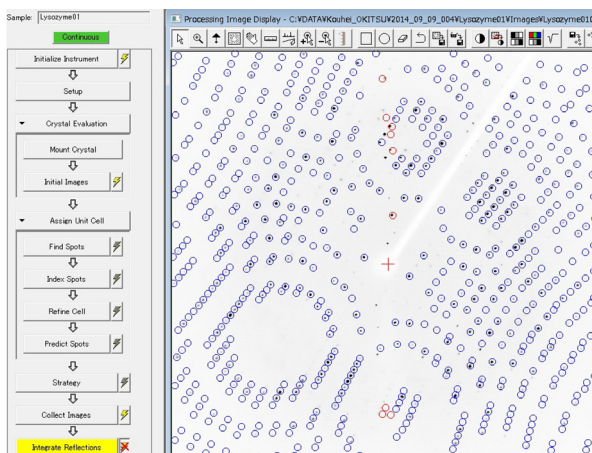 Sample: Lysozyme01
Continuous
Initialize Instrument
Setup
Crystal Evaluation
Mount Crystal
Initial Images
Assign Unit Cell
Find Spots
Index Spots
Refine Cell
Predict Spots
Strategy
Collect Images
Integrate Reflections
Processing Image Display - C:¥DATA¥Kouhei_OKITSU¥2014_09_09_004¥Lysozyme01¥Images¥Lysozyme010